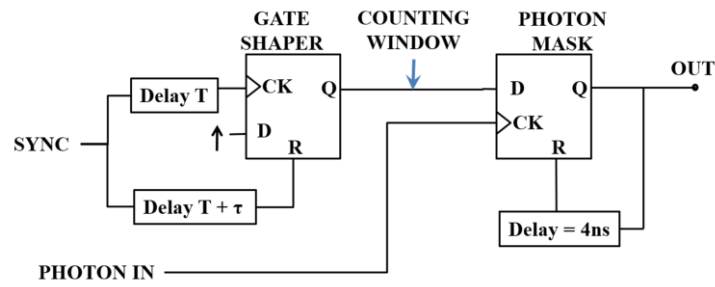 GATE
SHAPER
COUNTING
WINDOW
PHOTON
MASK
OUT
Delay T
CK
Q
D
R
SYNC
Delay T + τ
D
Q
CK
R
Delay = 4ns
PHOTON IN